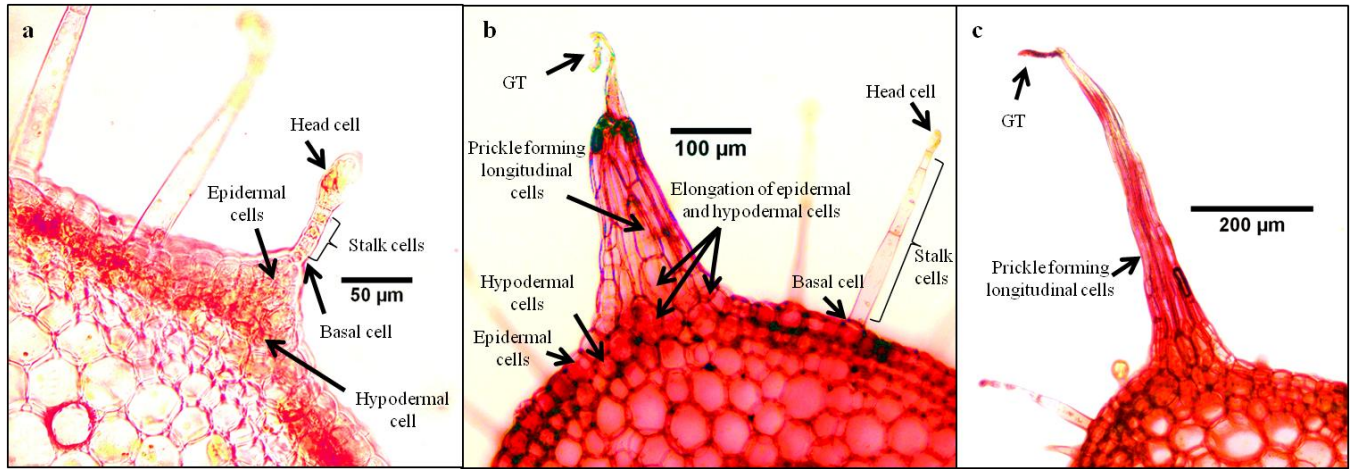 a
Head cell
Epidermal
cells
Stalk cells
50 µm
Basal cell
Hypodermal
cell
b
GT
Head cell
100 µm
Prickle forming
longitudinal
cells
Elongation of epidermal
and hypodermal cells
Stalk
cells
Basal cell
Hypodermal
cells
Epidermal
cells
c
GT
200 µm
Prickle forming
longitudinal cells